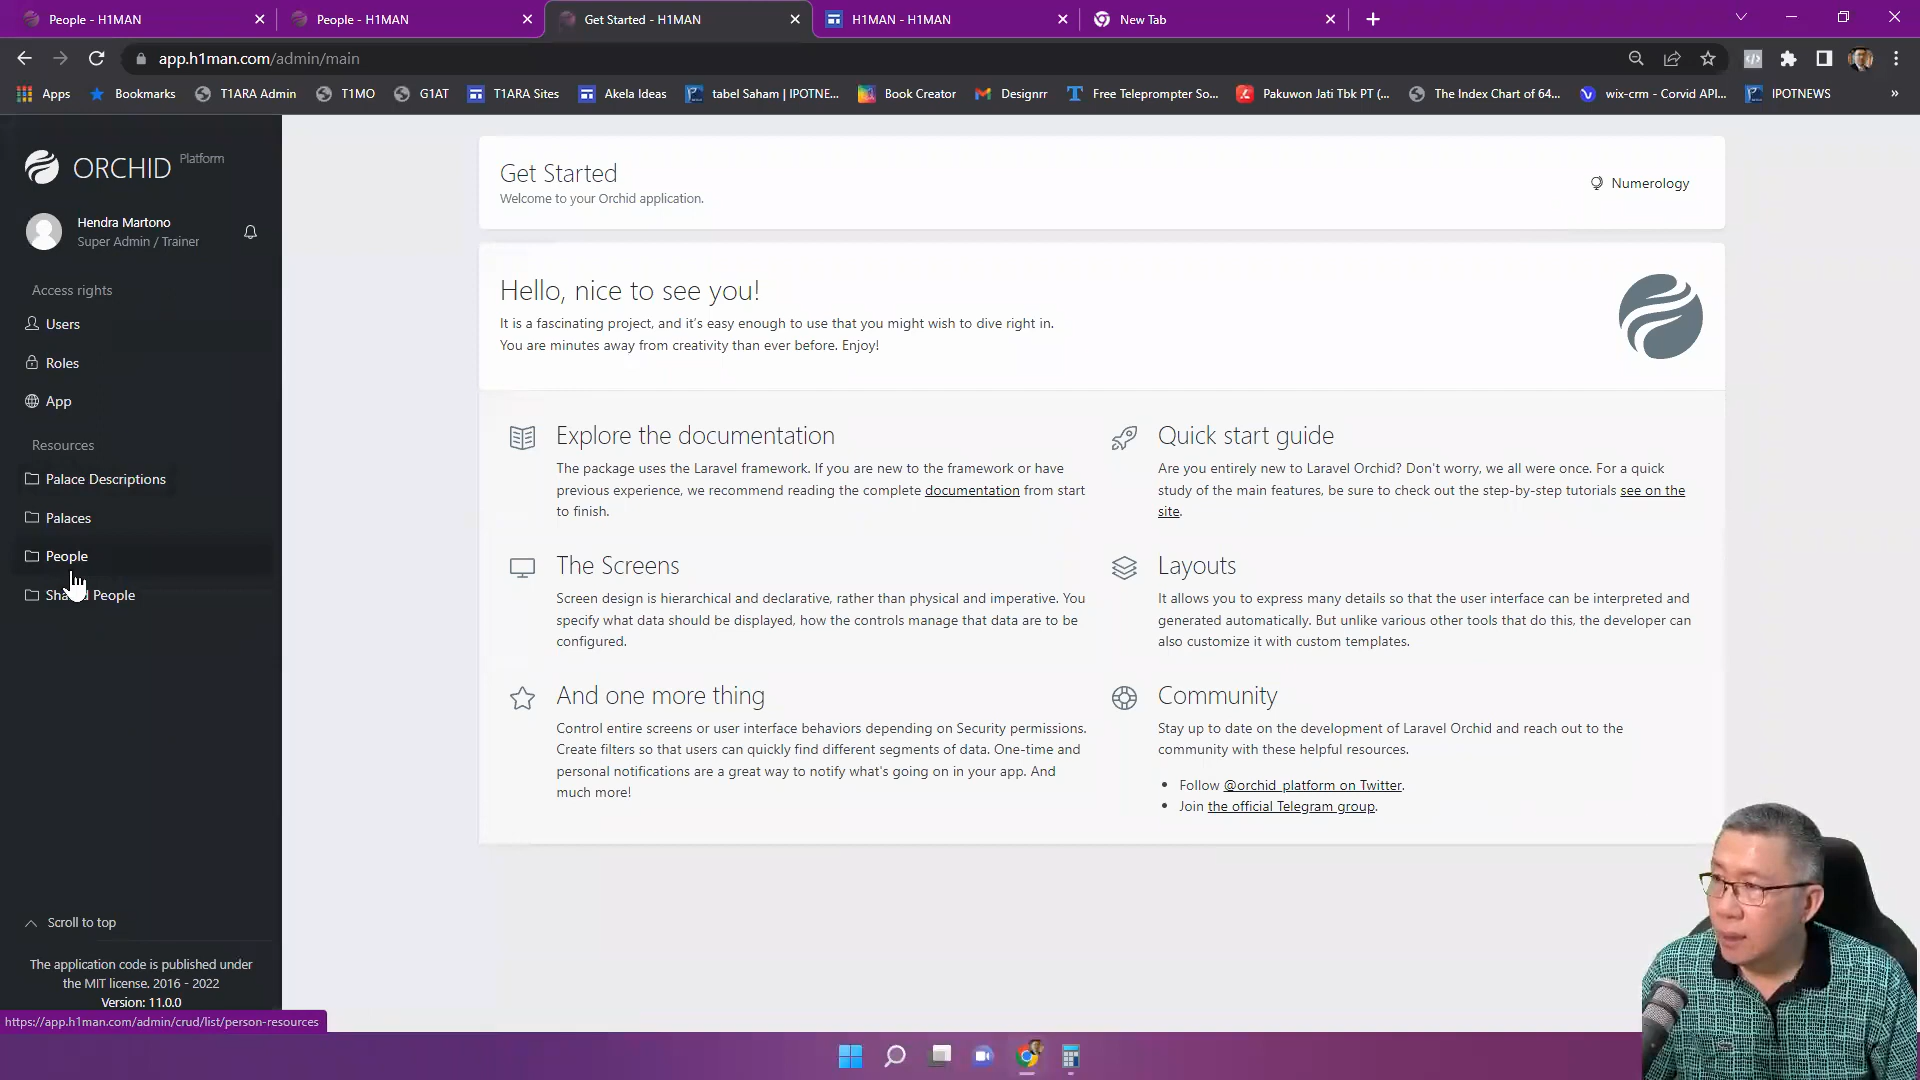 People - H1MAN
People - H1MAN
Get Started - H1MAN
H1MAN - H1MAN
New Tab
app.h1man.com/admin/main
Apps
Bookmarks
T1ARA Admin
T1MO
G1AT
T1ARA Sites
Akela Ideas
tabel Saham | IPOTNE...
Book Creator
Designrr
Free Teleprompter So...
Pakuwon Jati Tbk PT (...
The Index Chart of 64...
wix-crm - Corvid API...
IPOTNEWS
»
ORCHID Platform
Hendra Martono
Super Admin / Trainer
Access rights
Users
Roles
App
Resources
Palace Descriptions
Palaces
People
People
Scroll to top
The application code is published under
the MIT license. 2016 - 2022
Version: 11.0.0
https://app.h1man.com/admin/crud/list/person-resources
Get Started
Welcome to your Orchid application.
Numerology
Hello, nice to see you!
It is a fascinating project, and it's easy enough to use that you might wish to dive right in.
You are minutes away from creativity than ever before. Enjoy!
Explore the documentation
The package uses the Laravel framework. If you are new to the framework or have
previous experience, we recommend reading the complete documentation from start
to finish.
Quick start guide
Are you entirely new to Laravel Orchid? Don't worry, we all were once. For a quick
study of the main features, be sure to check out the step-by-step tutorials see on the
site.
The Screens
Screen design is hierarchical and declarative, rather than physical and imperative. You
specify what data should be displayed, how the controls manage that data are to be
configured.
Layouts
It allows you to express many details so that the user interface can be interpreted and
generated automatically. But unlike various other tools that do this, the developer can
also customize it with custom templates.
And one more thing
Control entire screens or user interface behaviors depending on Security permissions.
Create filters so that users can quickly find different segments of data. One-time and
personal notifications are a great way to notify what's going on in your app. And
much more!
Community
Stay up to date on the development of Laravel Orchid and reach out to the
community with these helpful resources.
• Follow @orchid_platform on Twitter.
• Join the official Telegram group.